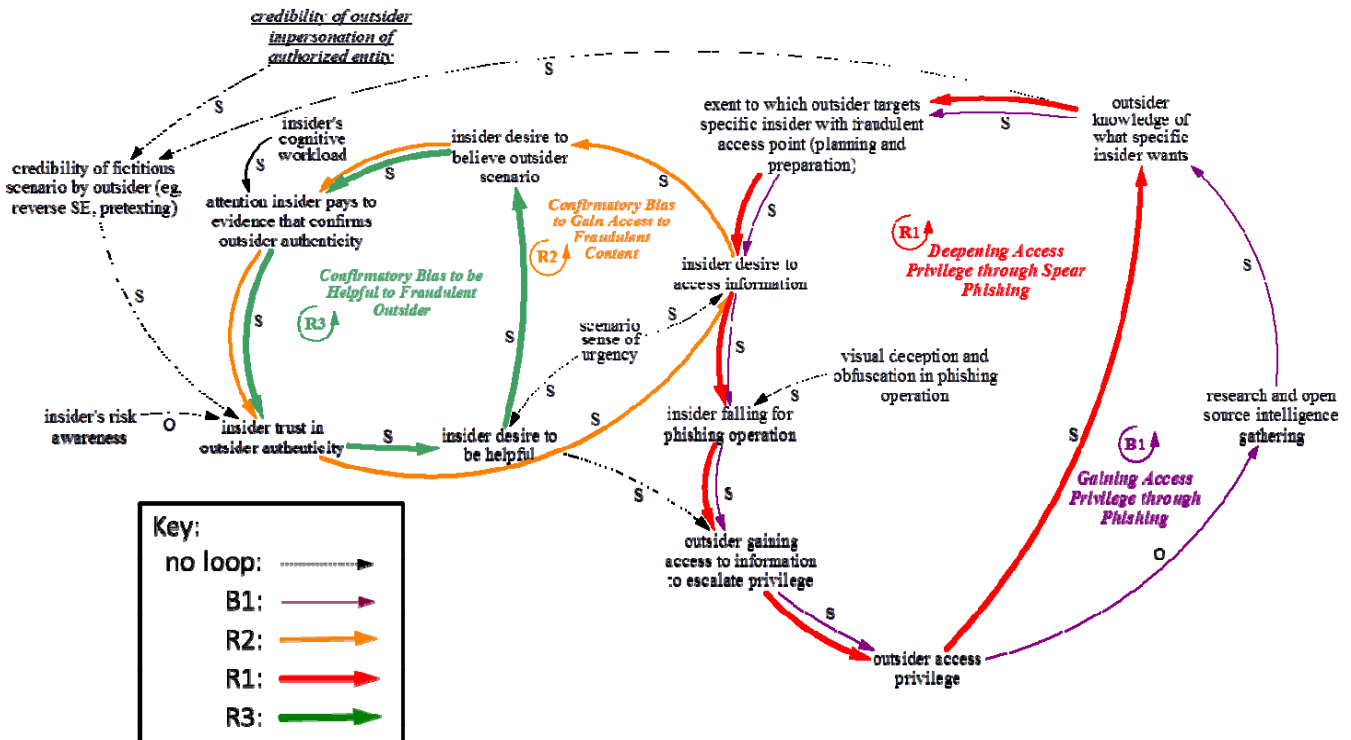 credibility of outsider
impersonation of
authorized entity
S
S
insider's
cognitive
workload
S
credibility of fictitious
scenario by outsider (eg,
reverse SE, pretexting)
insider desire to
believe outsider
scenario
S
exent to which outsider targets
specific insider with fraudulent
access point (planning and
preparation)
S
outsider
knowledge of
what specific
insider wants
attention insider pays to
evidence that confirms
outsider authenticity
S
S
Confirmatory Bias
to Gain Access to
Fraudulent
Content
R2
R1
Deepening Access
Privilege through Spear
Phishing
insider desire to
access information
S
Confirmatory Bias to be
Helpful to Fraudulent
Outsider
R3
S
S
scenario
sense of
urgency
S
S
S
S
visual deception and
obfuscation in phishing
operation
S
insider's risk
awareness
O
insider trust in
outsider authenticity
S
insider desire to
be helpful
S
insider falling for
phishing operation
research and open
source intelligence
gathering
S
B1
Gaining Access
Privilege through
Phishing
S
S
outsider gaining
access to information
to escalate privilege
S
O
outsider access
privilege
Key:
no loop:
B1:
R2:
R1:
R3: